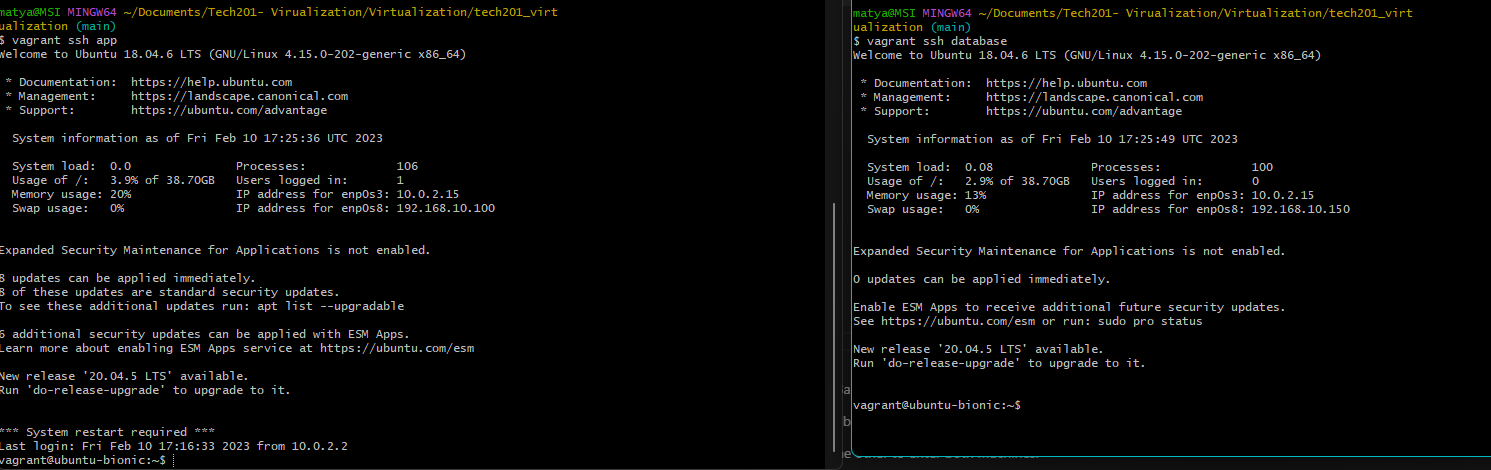 matya@MSI MINGW64 ~/Documents/Tech201- Virualization/Virtualization/tech201_virt
ualization (main)
$ vagrant ssh app
Welcome to Ubuntu 18.04.6 LTS (GNU/Linux 4.15.0-202-generic x86_64)
* Documentation:  https://help.ubuntu.com
* Management:     https://landscape.canonical.com
* Support:        https://ubuntu.com/advantage
System information as of Fri Feb 10 17:25:36 UTC 2023
System load:  0.0               Processes:             106
Usage of /:   3.9% of 38.70GB   Users logged in:       1
Memory usage: 20%               IP address for enp0s3: 10.0.2.15
Swap usage:   0%                IP address for enp0s8: 192.168.10.100
Expanded Security Maintenance for Applications is not enabled.
8 updates can be applied immediately.
8 of these updates are standard security updates.
To see these additional updates run: apt list --upgradable
6 additional security updates can be applied with ESM Apps.
Learn more about enabling ESM Apps service at https://ubuntu.com/esm
New release '20.04.5 LTS' available.
Run 'do-release-upgrade' to upgrade to it.
*** System restart required ***
Last login: Fri Feb 10 17:16:33 2023 from 10.0.2.2
vagrant@ubuntu-bionic:~$
matya@MSI MINGW64 ~/Documents/Tech201- Virualization/Virtualization/tech201_virt
ualization (main)
$ vagrant ssh database
Welcome to Ubuntu 18.04.6 LTS (GNU/Linux 4.15.0-202-generic x86_64)
* Documentation:  https://help.ubuntu.com
* Management:     https://landscape.canonical.com
* Support:        https://ubuntu.com/advantage
System information as of Fri Feb 10 17:25:49 UTC 2023
System load:  0.08              Processes:             100
Usage of /:   2.9% of 38.70GB   Users logged in:       0
Memory usage: 13%               IP address for enp0s3: 10.0.2.15
Swap usage:   0%                IP address for enp0s8: 192.168.10.150
Expanded Security Maintenance for Applications is not enabled.
0 updates can be applied immediately.
Enable ESM Apps to receive additional future security updates.
See https://ubuntu.com/esm or run: sudo pro status
New release '20.04.5 LTS' available.
Run 'do-release-upgrade' to upgrade to it.
vagrant@ubuntu-bionic:~$